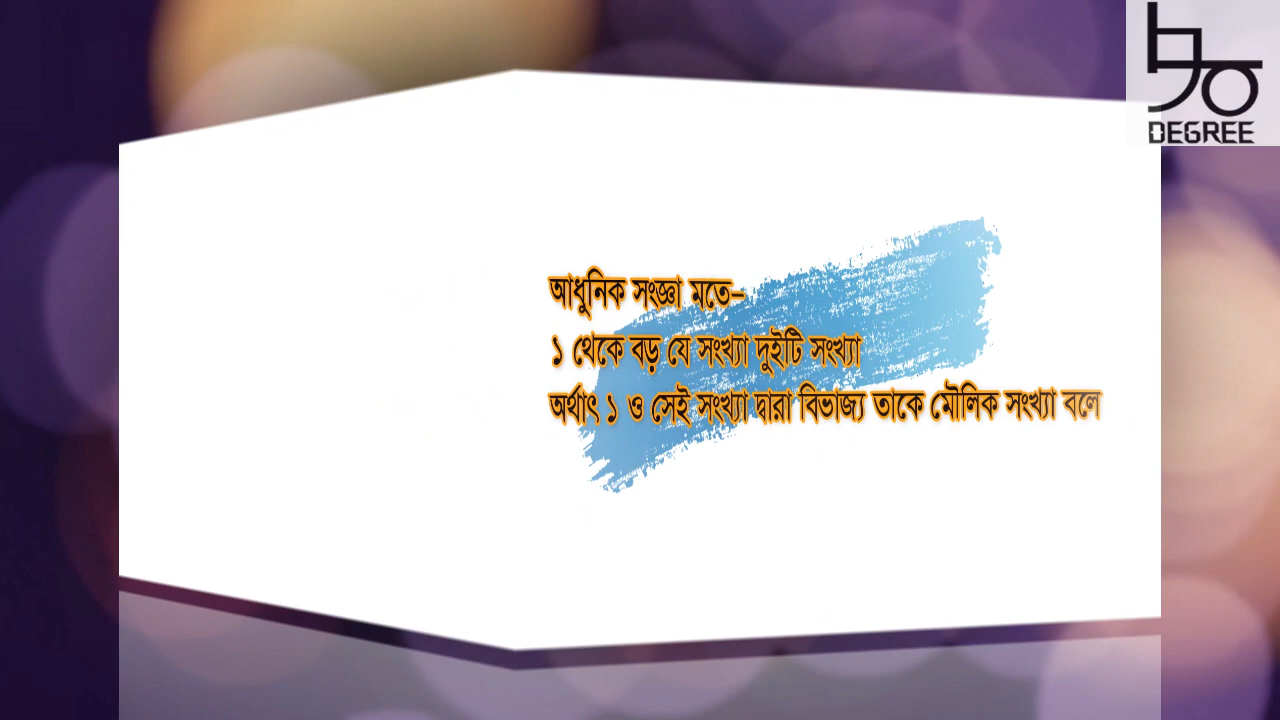 আধুনিক সংজ্ঞা মতে–
১ থেকে বড় যে সংখ্যা দুইটি সংখ্যা
অর্থাৎ ১ ও সেই সংখ্যা দ্বারা বিভাজ্য তাকে মৌলিক সংখ্যা বলে
DEGREE